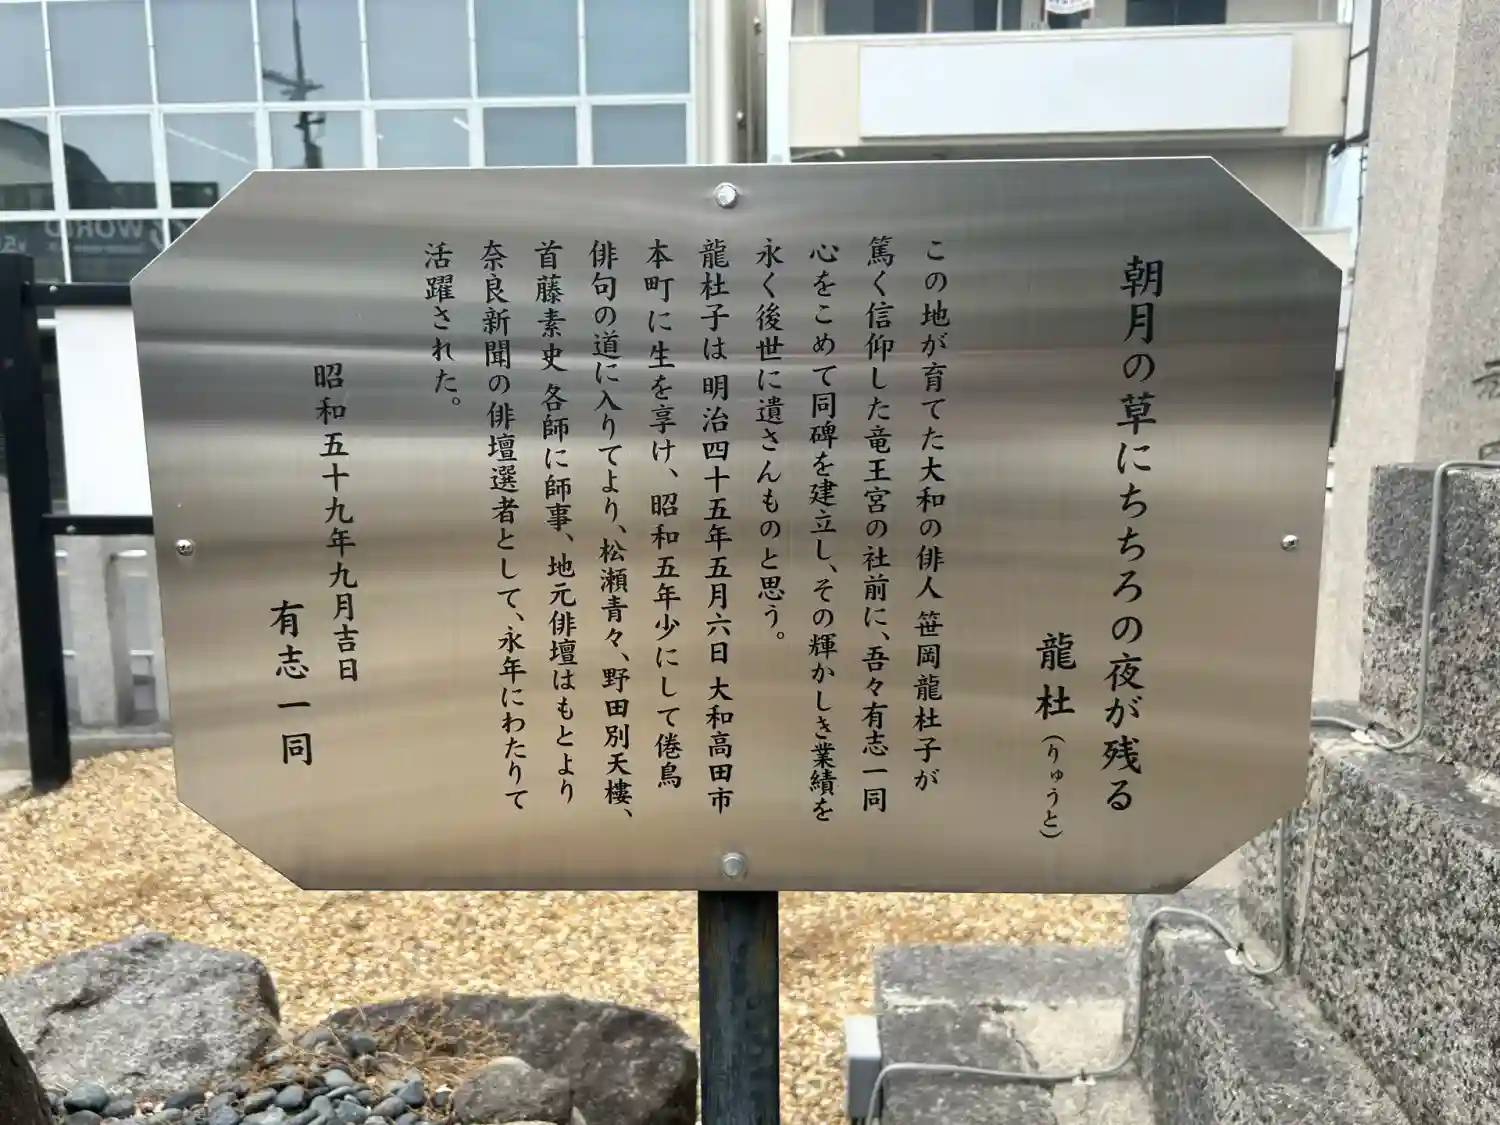 朝月の草にちちろの夜が残る
龍杜(りゅうと)
この地が育てた大和の俳人 笹岡龍杜子が
篤く信仰した竜王宮の社前に、吾々有志一同
心をこめて同碑を建立し、その輝かしき業績を
永く後世に遺さんものと思う。
龍杜子は 明治四十五年五月六日 大和高田市
本町に生を享け、昭和五年少にして倦鳥
俳句の道に入りてより、松瀬青々、野田別天樓、
首藤素史 各師に師事、地元俳壇はもとより
奈良新聞の俳壇選者として、永年にわたりて
活躍された。
昭和五十九年九月吉日
有志一同